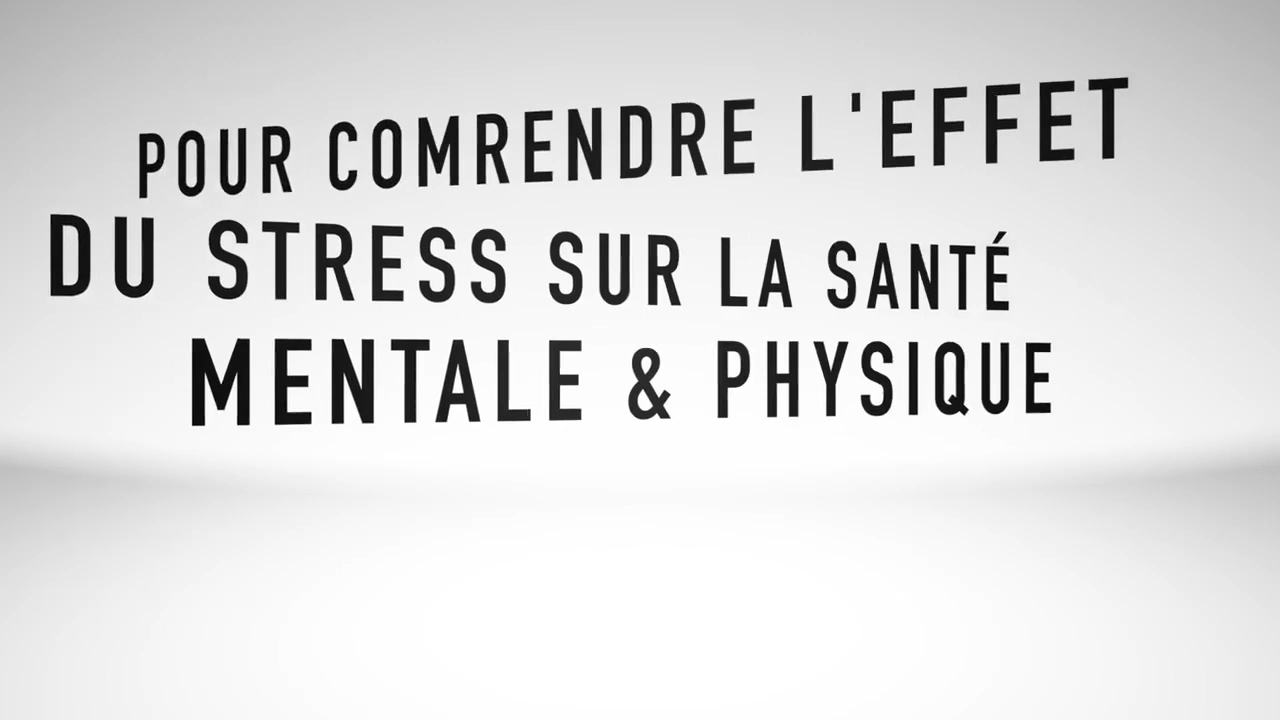 POUR COMRENDRE L'EFFET
DU STRESS SUR LA SANTÉ
MENTALE & PHYSIQUE